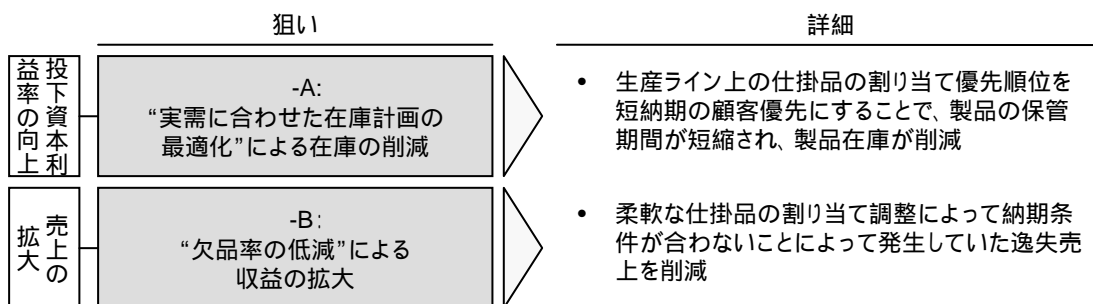 狙い
詳細
投下資本利
益率の向上
-A:
“実需に合わせた在庫計画の
最適化”による在庫の削減
• 生産ライン上の仕掛品の割り当て優先順位を
短納期の顧客優先にすることで、製品の保管
期間が短縮され、製品在庫が削減
売上の
拡大
-B:
“欠品率の低減”による
収益の拡大
• 柔軟な仕掛品の割り当て調整によって納期条
件が合わないことによって発生していた逸失売
上を削減